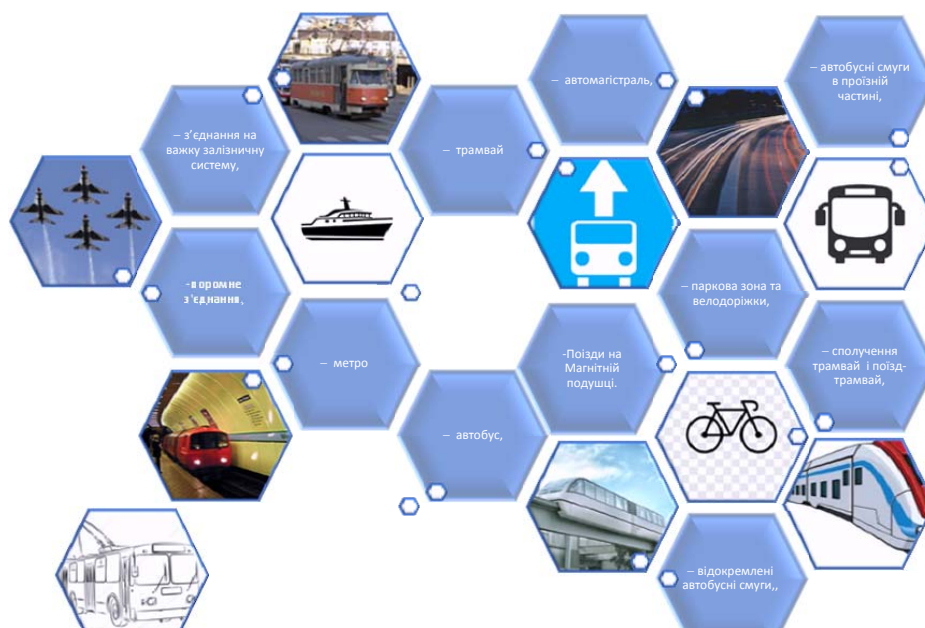 – автомагістраль,
– автобусні смуги
в проїзній
частині,
– з’єднання на
важку залізничну
систему,
– трамвай
-поромне
з’єднання,
– паркова зона та
велодоріжки,
– метро
-Поїзди на
Магнітній
подушці.
– сполучення
трамвай і поїзд-
трамвай,
– автобус,
– відокремлені
автобусні смуги,,